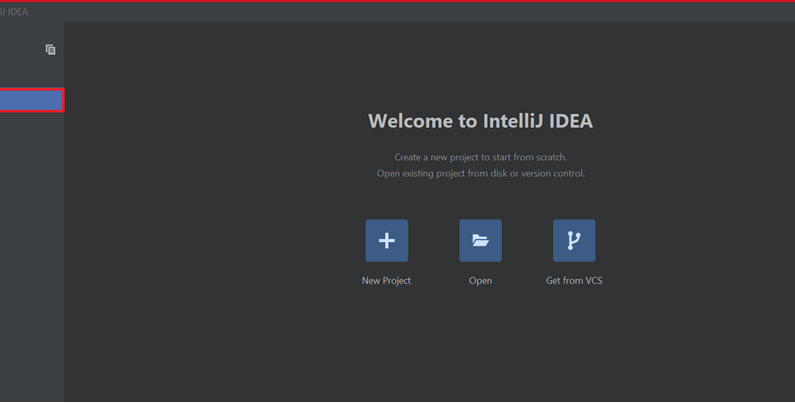 iJ IDEA
Welcome to IntelliJ IDEA
Create a new project to start from scratch.
Open existing project from disk or version control.
New Project
Open
Get from VCS